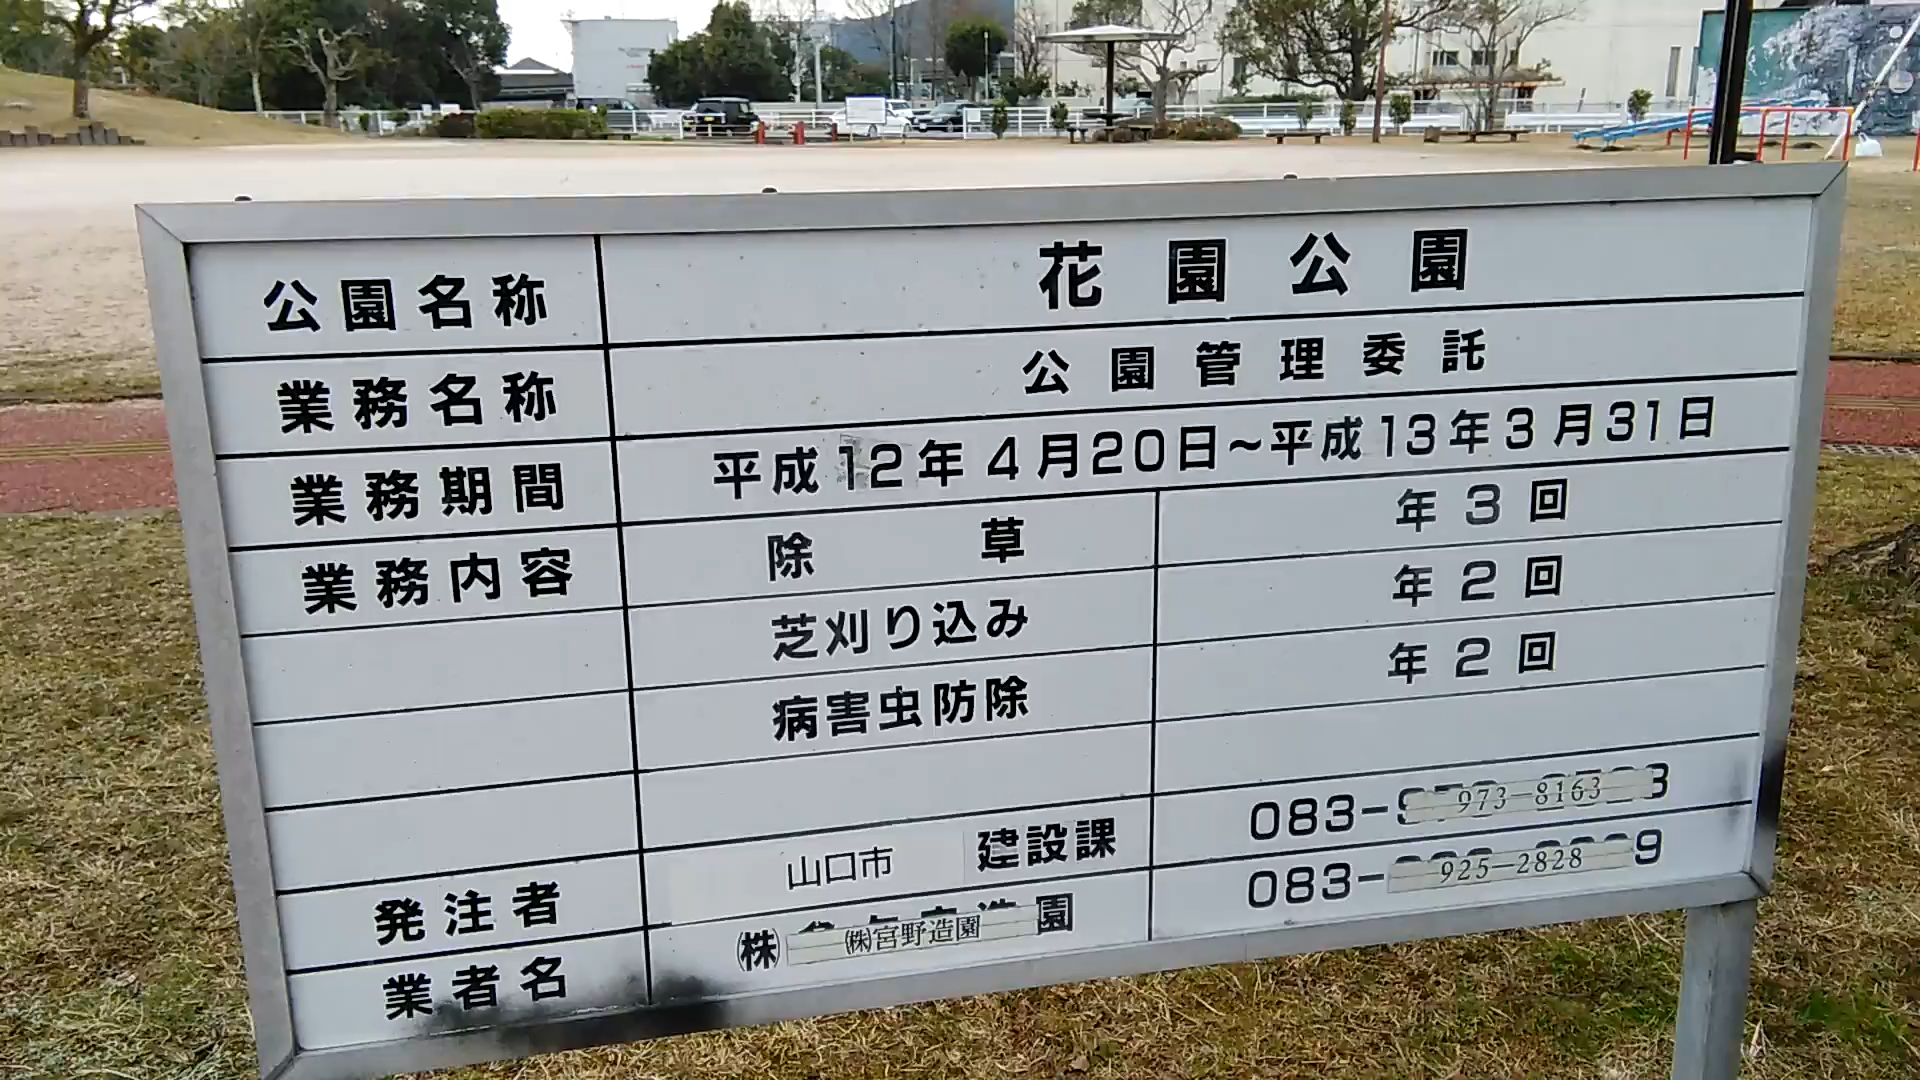 公園名称 花園公園
業務名称 公園管理委託
業務期間 平成12年4月20日~平成13年3月31日
業務内容 除草 年3回
芝刈り込み 年2回
病害虫防除 年2回
発注者 山口市 建設課 083-973-8163
業者名 ㈱ ㈱宮野造園 園 083-925-2828